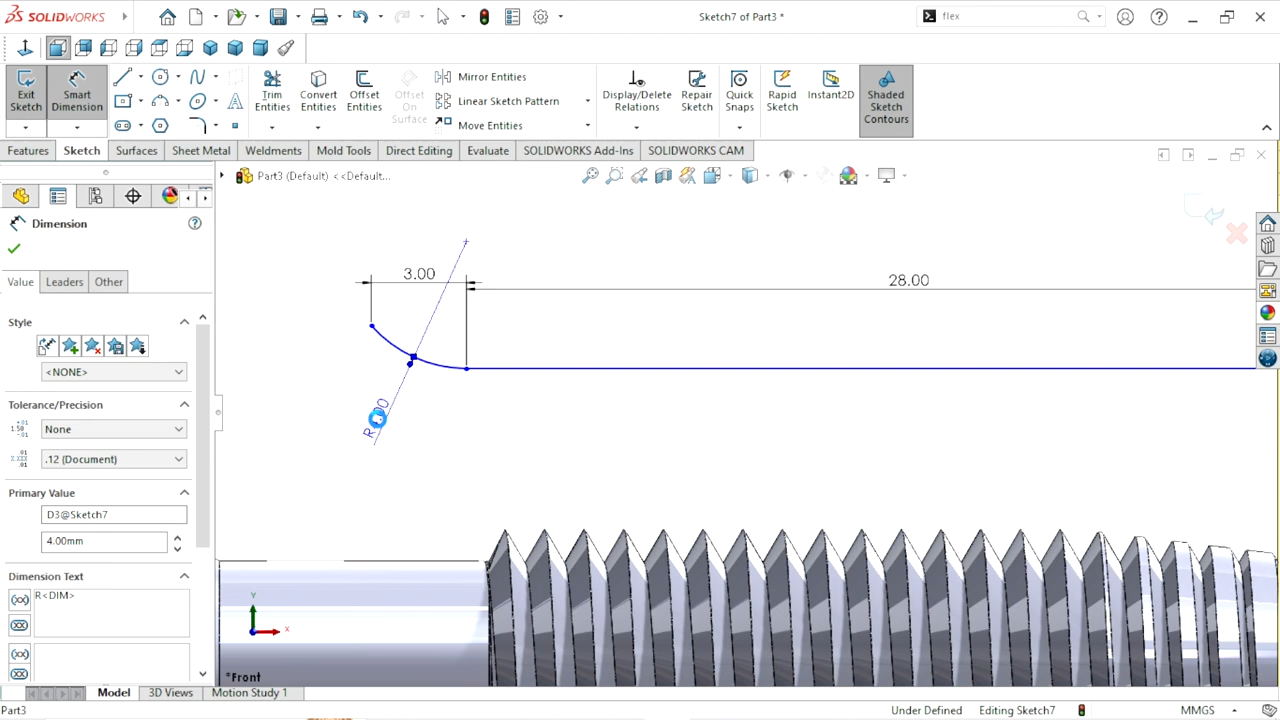 SOLIDWORKS
Sketch7 of Part3 *
flex
Exit Sketch
Smart Dimension
Trim Entities
Convert Entities
Offset Entities
Offset On Surface
Mirror Entities
Linear Sketch Pattern
Move Entities
Display/Delete Relations
Repair Sketch
Quick Snaps
Rapid Sketch
Instant2D
Shaded Sketch Contours
Features
Sketch
Surfaces
Sheet Metal
Weldments
Mold Tools
Direct Editing
Evaluate
SOLIDWORKS Add-Ins
SOLIDWORKS CAM
Part3 (Default) <<Default...
Dimension
Value
Leaders
Other
Style
<NONE>
Tolerance/Precision
None
.12 (Document)
Primary Value
D3@Sketch7
4.00mm
Dimension Text
R<DIM>
3.00
28.00
Y
X
*Front
Model
3D Views
Motion Study 1
Part3
Under Defined
Editing Sketch7
MMGS